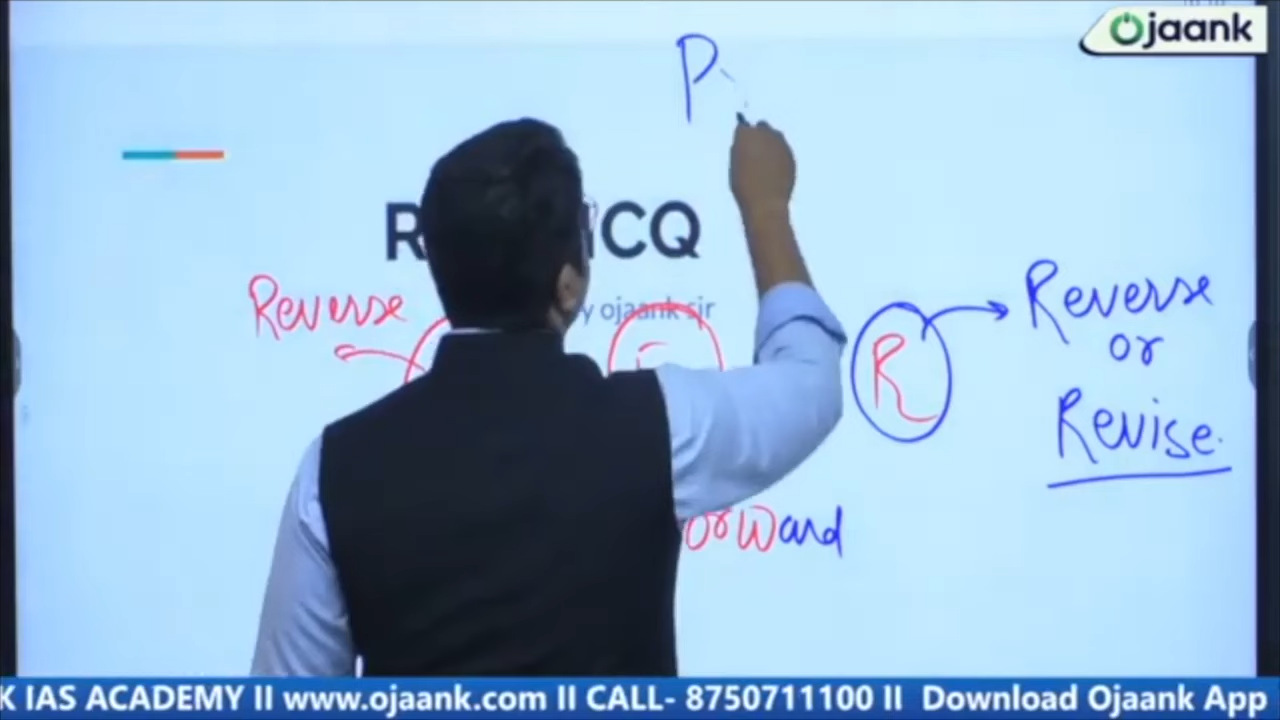 Ojaank
P
CQ
by ojaank sir
Reverse
R
Reverse
or
Revise.
orward
K IAS ACADEMY II www.ojaank.com II CALL- 8750711100 II Download Ojaank App